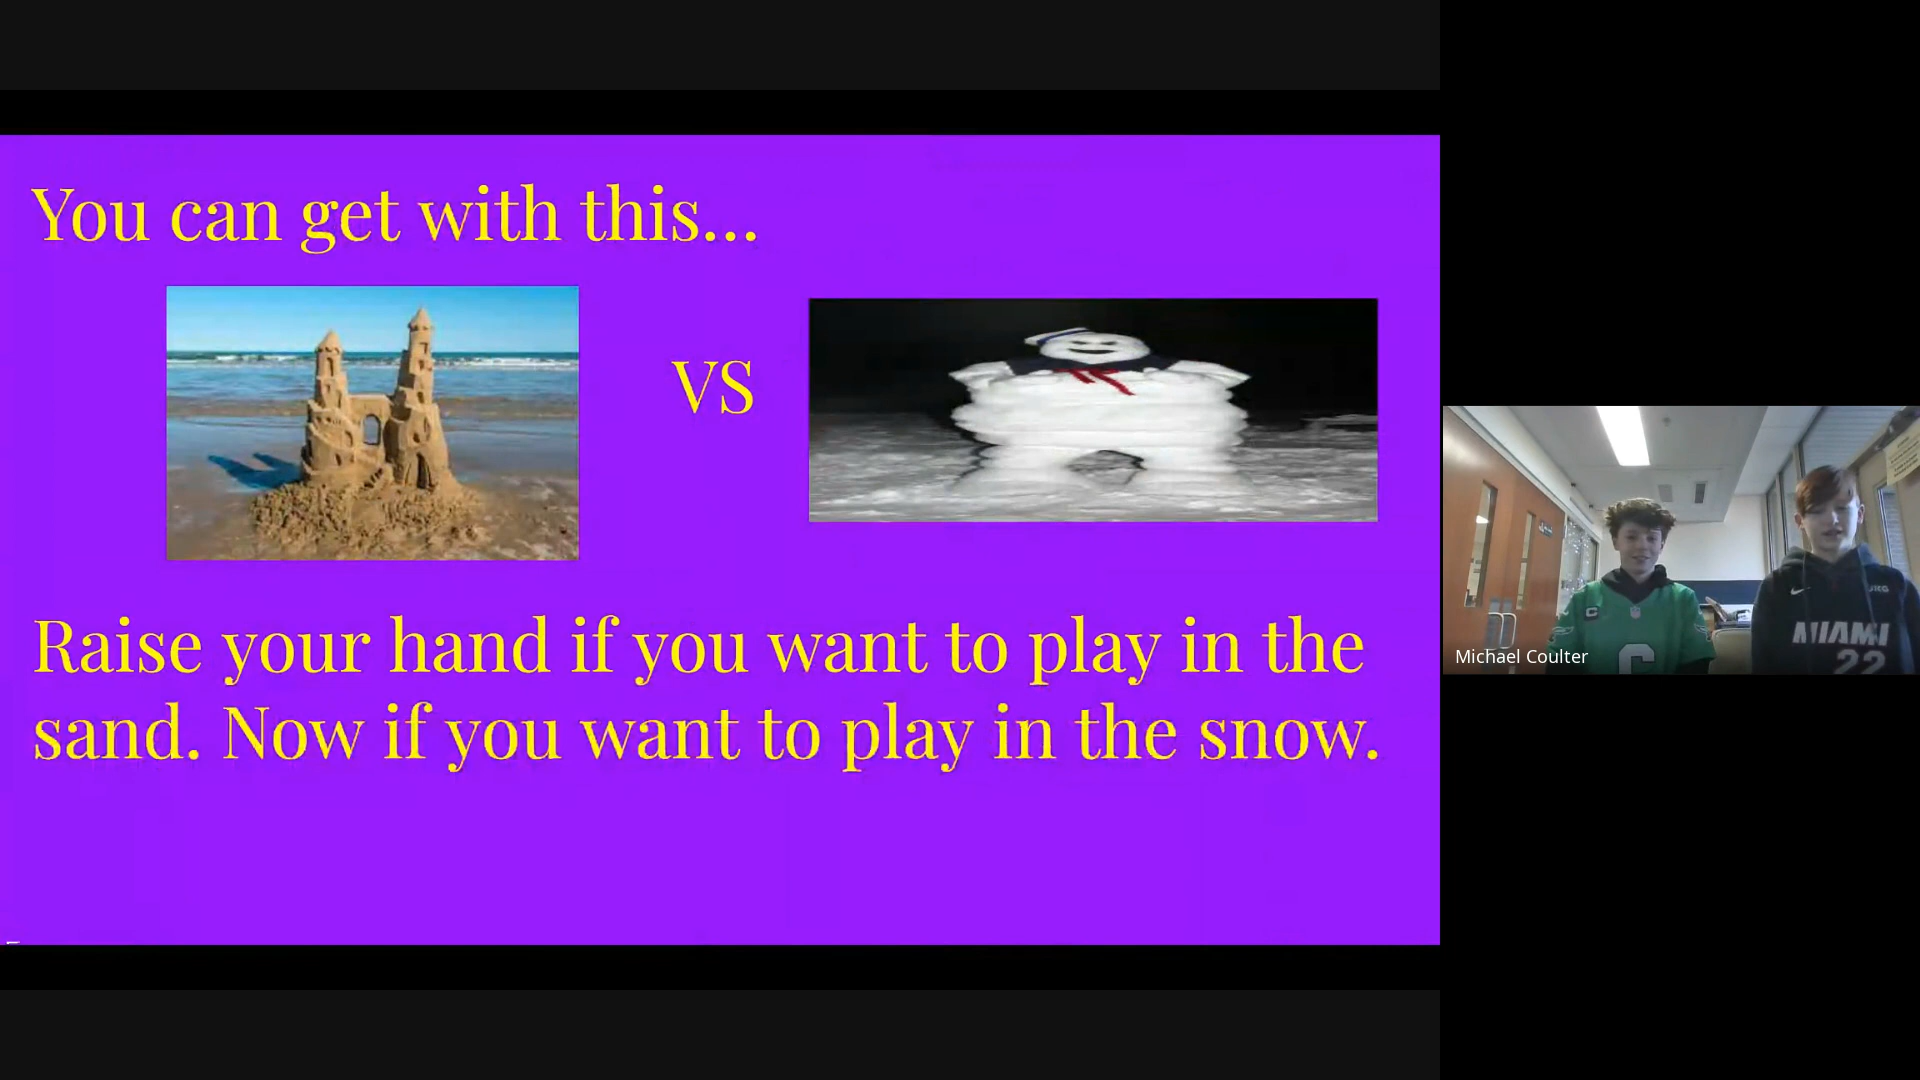 You can get with this...
VS
Raise your hand if you want to play in the
sand. Now if you want to play in the snow.
Michael Coulter
C
C
MIAMI
22